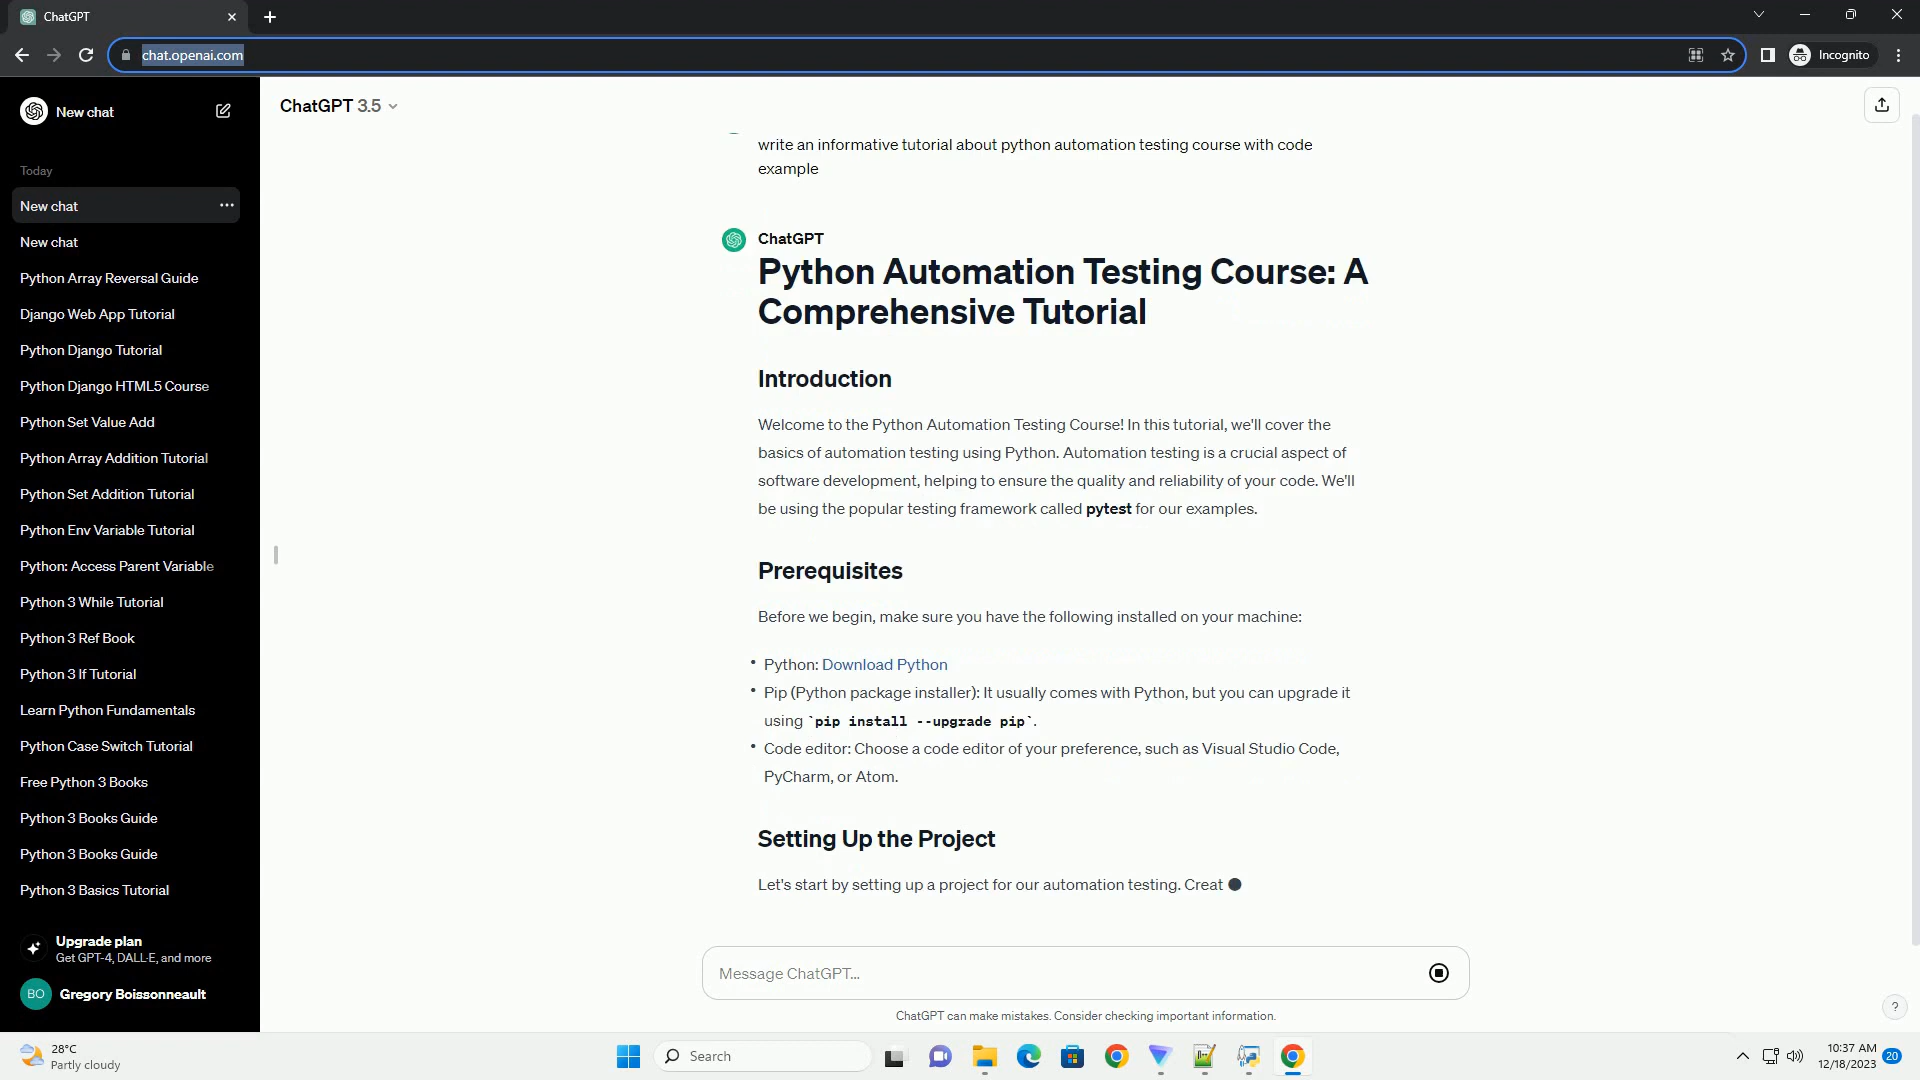 ChatGPT
chat.openai.com
Incognito
New chat
Today
New chat
New chat
Python Array Reversal Guide
Django Web App Tutorial
Python Django Tutorial
Python Django HTML5 Course
Python Set Value Add
Python Array Addition Tutorial
Python Set Addition Tutorial
Python Env Variable Tutorial
Python: Access Parent Variable
Python 3 While Tutorial
Python 3 Ref Book
Python 3 If Tutorial
Learn Python Fundamentals
Python Case Switch Tutorial
Free Python 3 Books
Python 3 Books Guide
Python 3 Books Guide
Python 3 Basics Tutorial
Upgrade plan
Get GPT-4, DALL·E, and more
BO Gregory Boissonneault
ChatGPT 3.5
write an informative tutorial about python automation testing course with code
example
ChatGPT
Python Automation Testing Course: A
Comprehensive Tutorial
Introduction
Welcome to the Python Automation Testing Course! In this tutorial, we'll cover the
basics of automation testing using Python. Automation testing is a crucial aspect of
software development, helping to ensure the quality and reliability of your code. We'll
be using the popular testing framework called pytest for our examples.
Prerequisites
Before we begin, make sure you have the following installed on your machine:
• Python: Download Python
• Pip (Python package installer): It usually comes with Python, but you can upgrade it
using `pip install --upgrade pip`.
• Code editor: Choose a code editor of your preference, such as Visual Studio Code,
PyCharm, or Atom.
Setting Up the Project
Let's start by setting up a project for our automation testing. Creat
Message ChatGPT...
ChatGPT can make mistakes. Consider checking important information.
?
28°C
Partly cloudy
Search
10:37 AM
12/18/2023
20